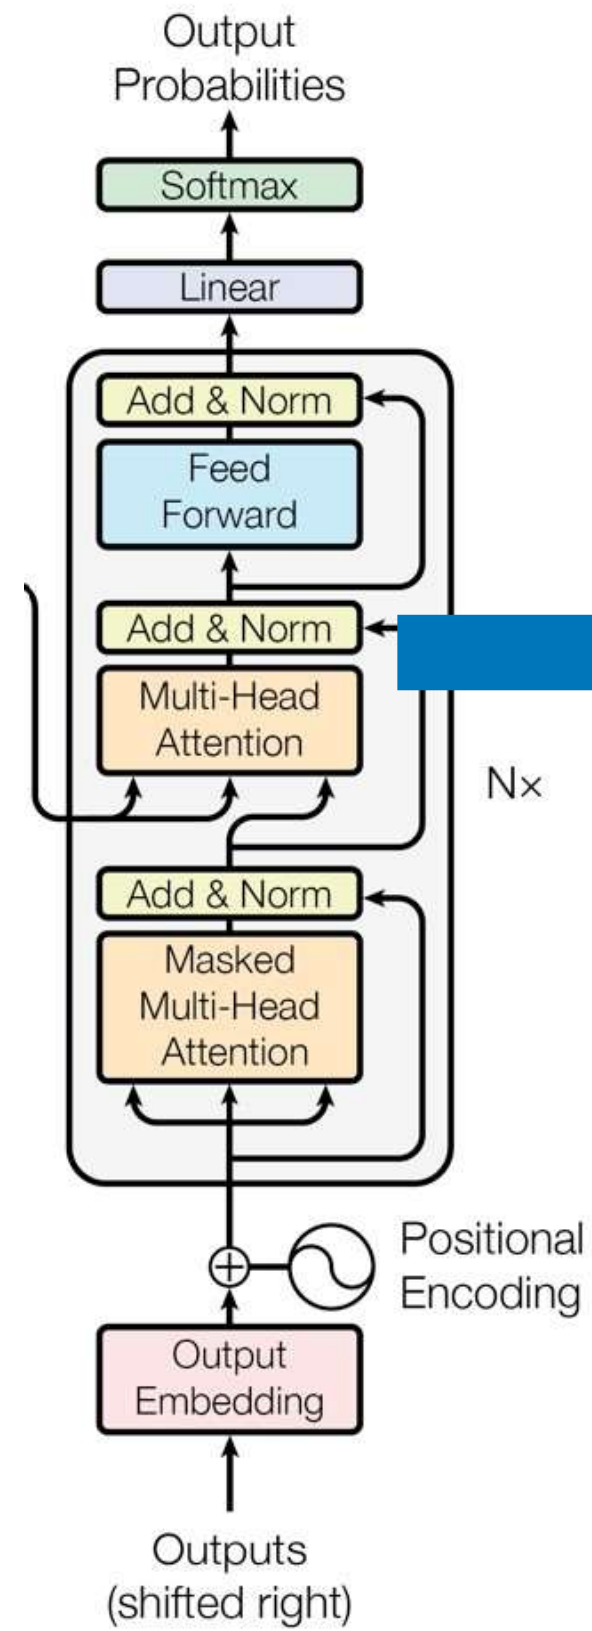 Output
Probabilities
Softmax
Linear
Add & Norm
Feed
Forward
Add & Norm
Multi-Head
Attention
N×
Add & Norm
Masked
Multi-Head
Attention
Positional
Encoding
Output
Embedding
Outputs
(shifted right)